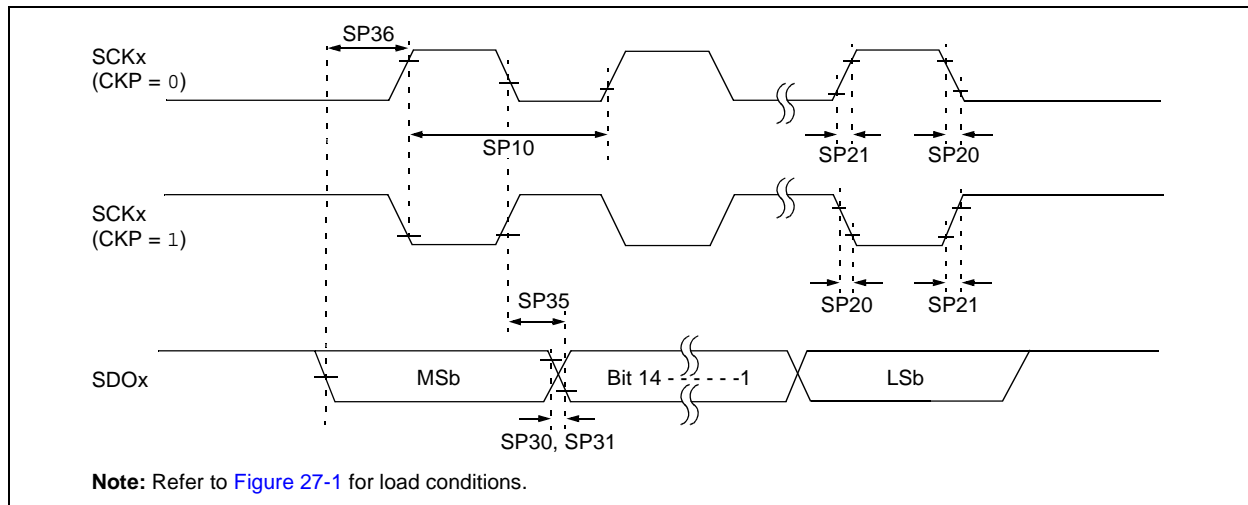 SP36
SCKx
(CKP = 0)
SP10
SP21
SP20
SCKx
(CKP = 1)
SP35
SP20
SP21
SDOx
MSb
Bit 14 - - - - - -1
LSb
SP30, SP31
Note: Refer to Figure 27-1 for load conditions.